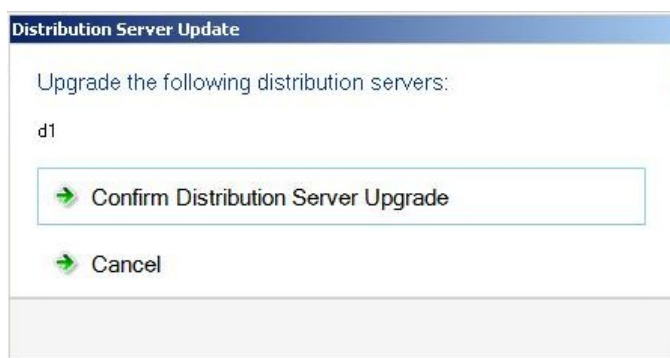 Distribution Server Update
Upgrade the following distribution servers:
d1
Confirm Distribution Server Upgrade
Cancel